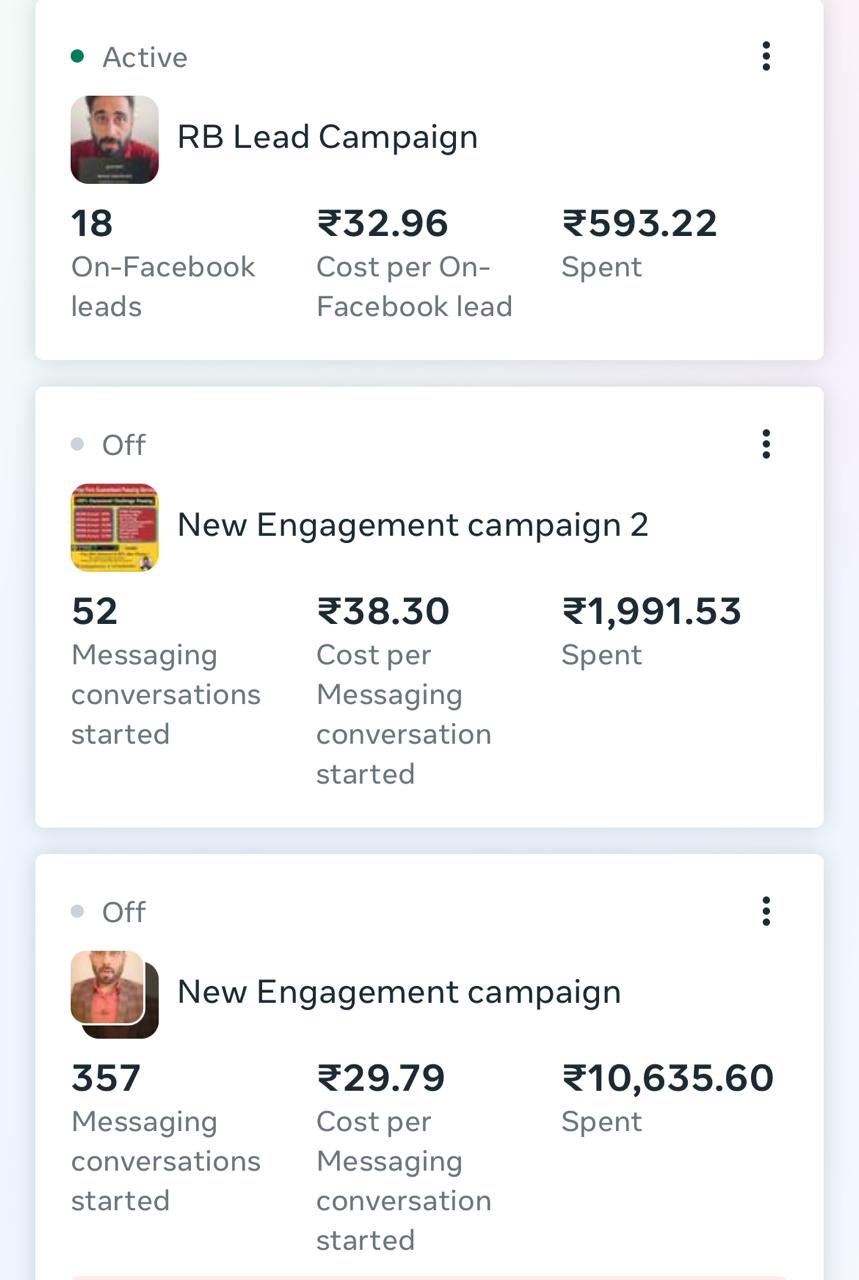 Active
RB Lead Campaign
18 ₹32.96 ₹593.22
On-Facebook Cost per On- Spent
leads Facebook lead
Off
New Engagement campaign 2
52 ₹38.30 ₹1,991.53
Messaging Cost per Spent
conversations Messaging
started conversation
started
Off
New Engagement campaign
357 ₹29.79 ₹10,635.60
Messaging Cost per Spent
conversations Messaging
started conversation
started